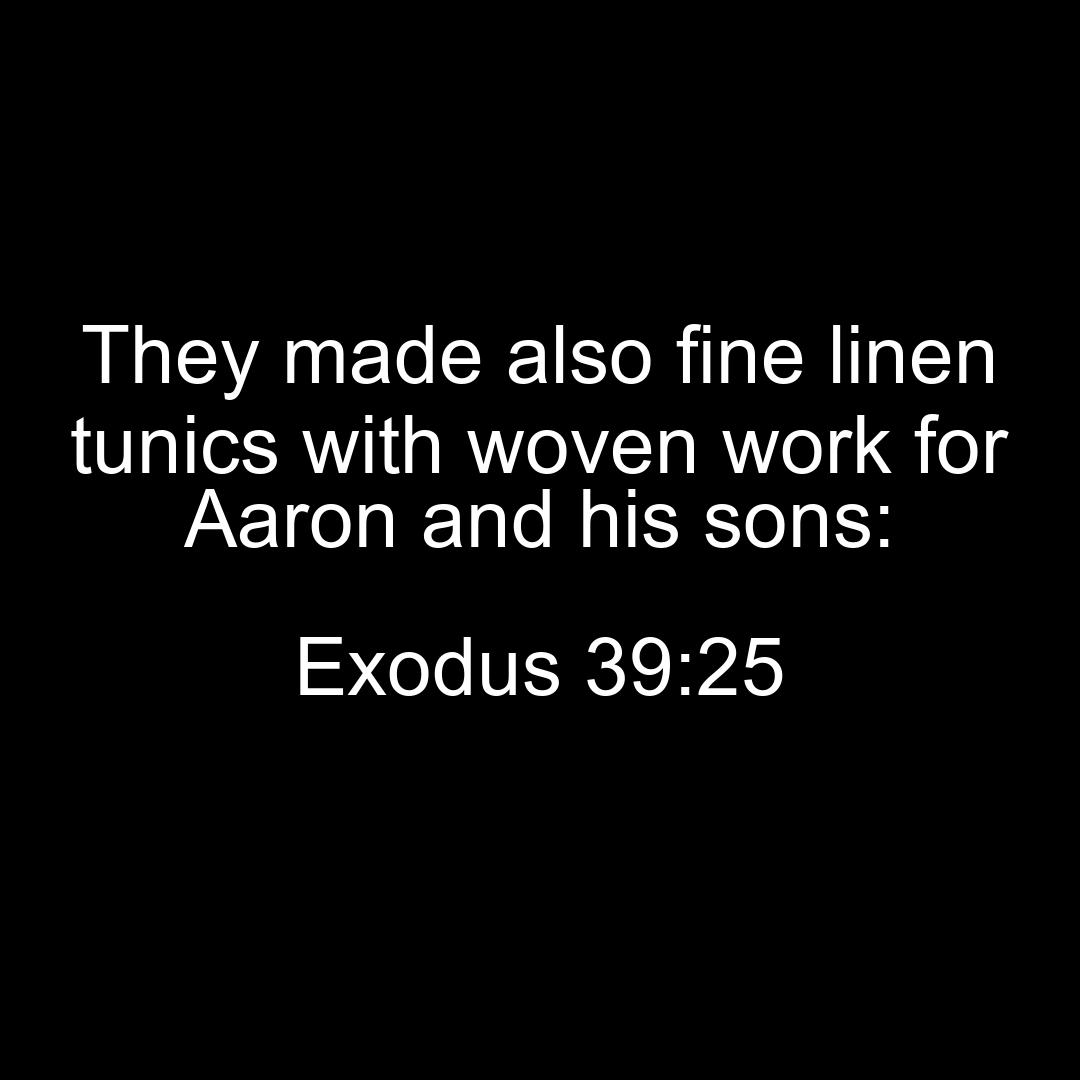 They made also fine linen
tunics with woven work for
Aaron and his sons:
Exodus 39:25